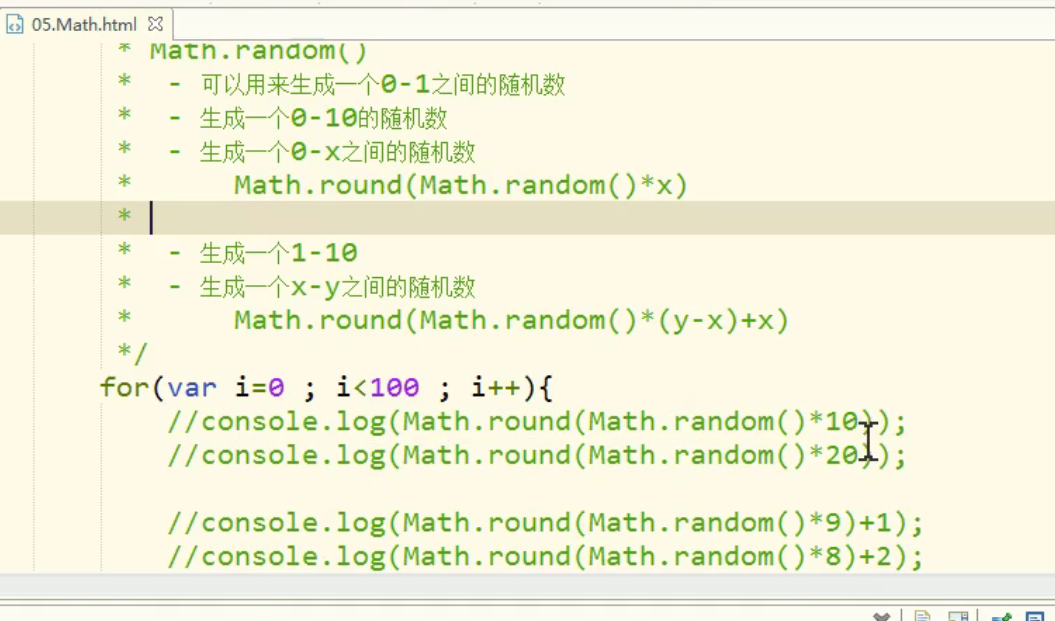 05.Math.html
* Math.random()
* - 可以用来生成一个0-1之间的随机数
* - 生成一个0-10的随机数
* - 生成一个0-x之间的随机数
* Math.round(Math.random()*x)
*
* - 生成一个1-10
* - 生成一个x-y之间的随机数
* Math.round(Math.random()*(y-x)+x)
*/
for(var i=0 ; i<100 ; i++){
//console.log(Math.round(Math.random()*10));
//console.log(Math.round(Math.random()*20));
//console.log(Math.round(Math.random()*9)+1);
//console.log(Math.round(Math.random()*8)+2);